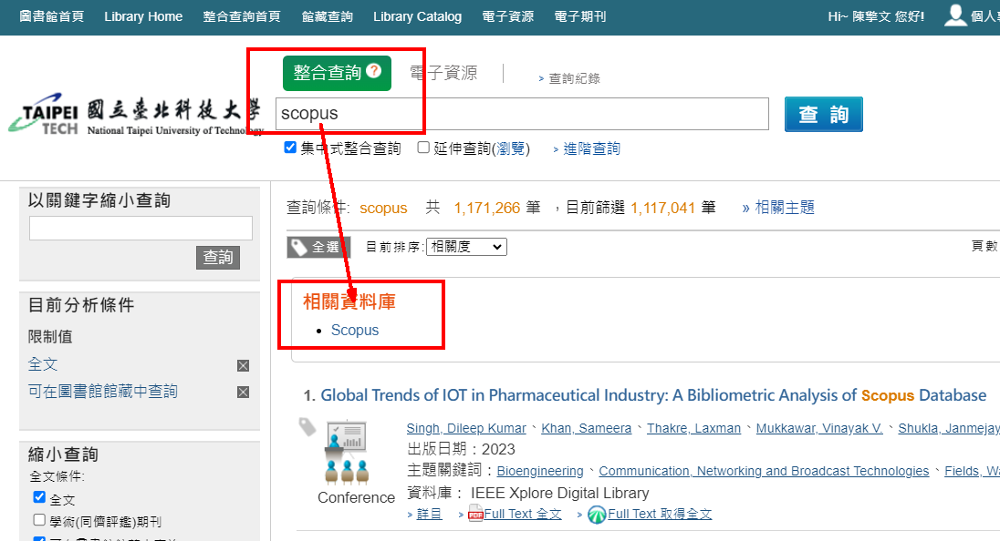 圖書館首頁 Library Home 整合查詢首頁 館藏查詢 Library Catalog 電子資源 電子期刊 Hi~ 陳擎文 您好! 個人
整合查詢 ? 電子資源 > 查詢紀錄
TAIPEI TECH 國立臺北科技大學
National Taipei University of Technology
scopus 查 詢
集中式整合查詢 延伸查詢(瀏覽) > 進階查詢
以關鍵字縮小查詢
查詢
目前分析條件
限制值
全文
可在圖書館館藏中查詢
縮小查詢
全文條件:
全文
學術(同儕評鑑)期刊
查詢條件: scopus 共 1,171,266 筆 ,目前篩選 1,117,041 筆 » 相關主題
全選 目前排序: 相關度 頁數
相關資料庫
• Scopus
1. Global Trends of IOT in Pharmaceutical Industry: A Bibliometric Analysis of Scopus Database
Singh, Dileep Kumar、Khan, Sameera、Thakre, Laxman、Mukkawar, Vinayak V.、Shukla, Janmejay
出版日期:2023
主題關鍵詞:Bioengineering、Communication, Networking and Broadcast Technologies、Fields,
資料庫: IEEE Xplore Digital Library
Conference
> 詳目 > PDF Full Text 全文 > Full Text 取得全文